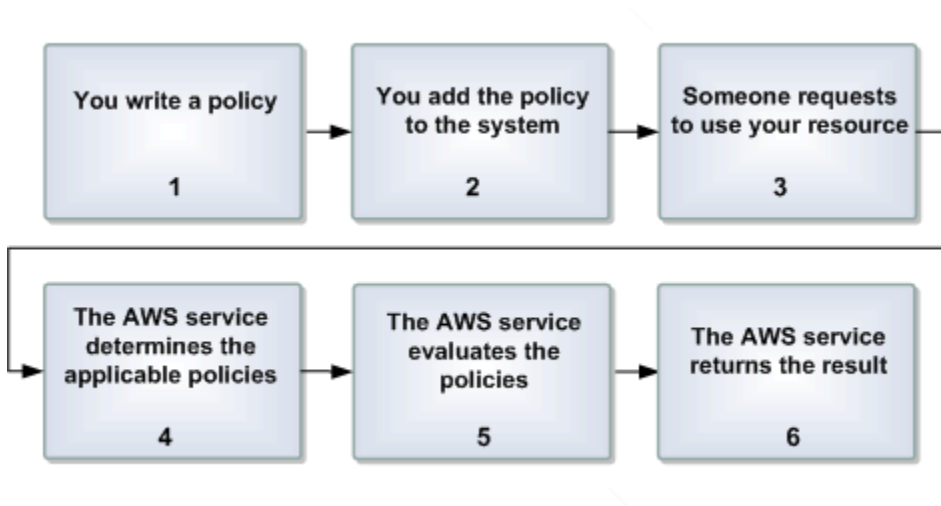 You write a policy
1
You add the policy
to the system
2
Someone requests
to use your resource
3
The AWS service
determines the
applicable policies
4
The AWS service
evaluates the
policies
5
The AWS service
returns the result
6